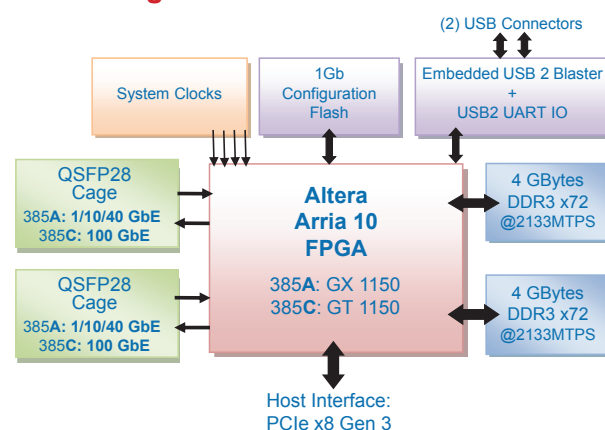 (2) USB Connectors
System Clocks
1Gb
Configuration
Flash
Embedded USB 2 Blaster
+
USB2 UART IO
QSFP28
Cage
385A: 1/10/40 GbE
385C: 100 GbE
Altera
Arria 10
FPGA
385A: GX 1150
385C: GT 1150
4 GBytes
DDR3 x72
@2133MTPS
QSFP28
Cage
385A: 1/10/40 GbE
385C: 100 GbE
4 GBytes
DDR3 x72
@2133MTPS
Host Interface:
PCIe x8 Gen 3